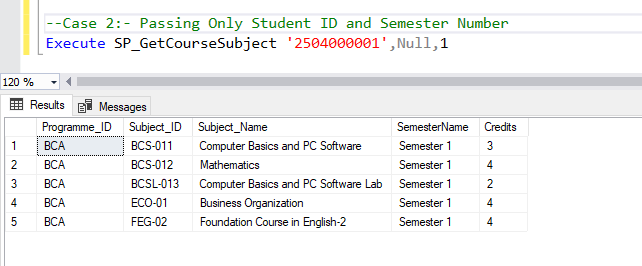 --Case 2:- Passing Only Student ID and Semester Number
Execute SP_GetCourseSubject '2504000001',Null,1
120 %
Results Messages
Programme_ID Subject_ID Subject_Name SemesterName Credits
1 BCA BCS-011 Computer Basics and PC Software Semester 1 3
2 BCA BCS-012 Mathematics Semester 1 4
3 BCA BCSL-013 Computer Basics and PC Software Lab Semester 1 2
4 BCA ECO-01 Business Organization Semester 1 4
5 BCA FEG-02 Foundation Course in English-2 Semester 1 4